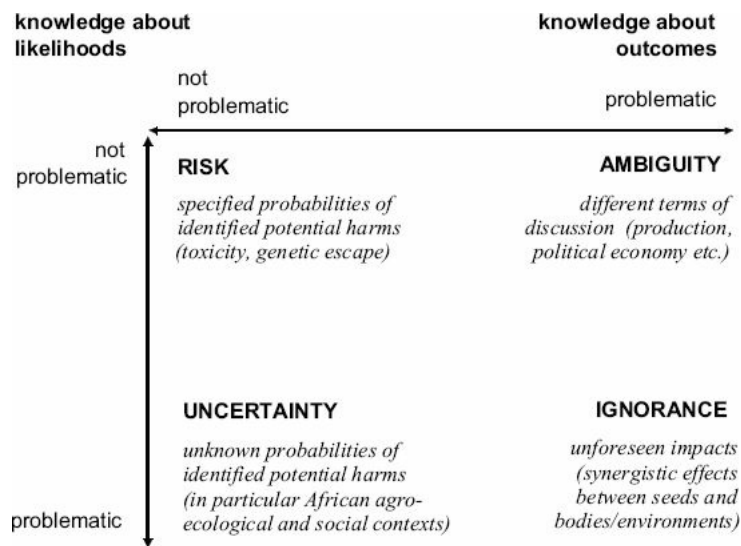 knowledge about
likelihoods
knowledge about
outcomes
not
problematic
problematic
not
problematic
RISK
specified probabilities of
identified potential harms
(toxicity, genetic escape)
AMBIGUITY
different terms of
discussion (production,
political economy etc.)
UNCERTAINTY
unknown probabilities of
identified potential harms
(in particular African agro-
ecological and social contexts)
IGNORANCE
unforeseen impacts
(synergistic effects
between seeds and
bodies/environments)
problematic